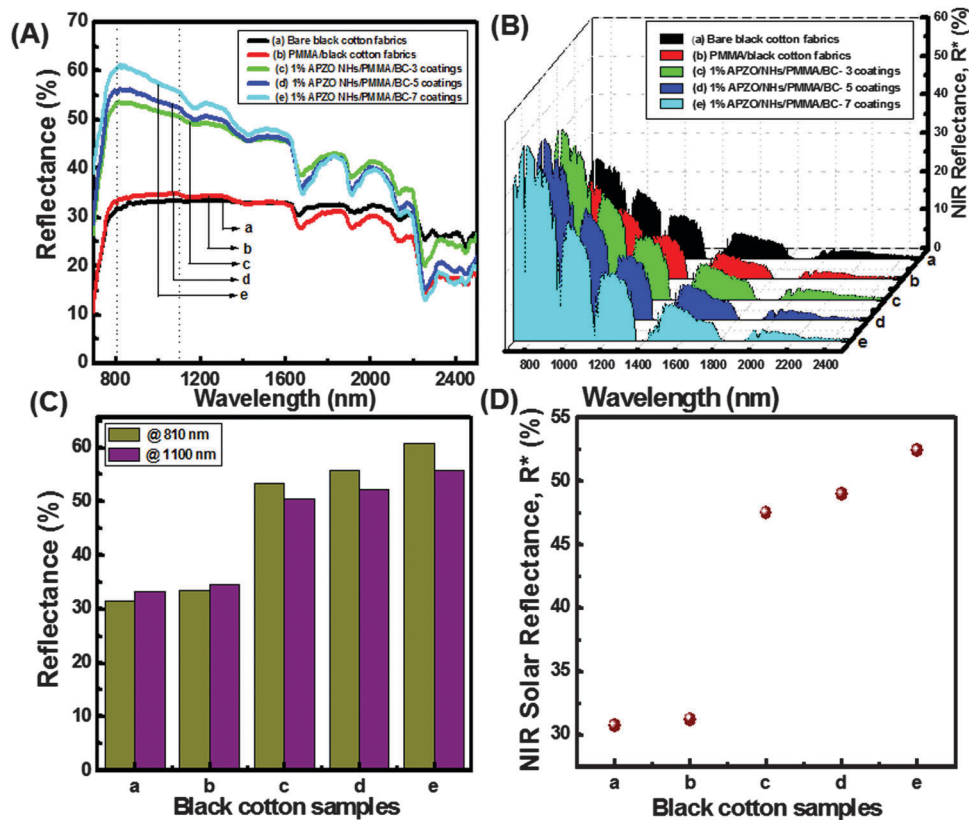 (A)
70
60
50
40
30
20
10
0
Reflectance (%)
(a) Bare black cotton fabrics
(b) PMMA/black cotton fabrics
(c) 1% APZO NHs/PMMA/BC-3 coatings
(d) 1% APZO NHs/PMMA/BC-5 coatings
(e) 1% APZO NHs/PMMA/BC-7 coatings
a
b
c
d
e
800 1200 1600 2000 2400
Wavelength (nm)
(B)
(a) Bare black cotton fabrics
(b) PMMA/black cotton fabrics
(c) 1% APZO/NHs/PMMA/BC- 3 coatings
(d) 1% APZO/NHs/PMMA/BC- 5 coatings
(e) 1% APZO/NHs/PMMA/BC- 7 coatings
60
50
40
30
20
10
0
NIR Reflectance, R* (%)
a
b
c
d
e
800 1000 1200 1400 1600 1800 2000 2200 2400
Wavelength (nm)
(C)
@ 810 nm
@ 1100 nm
60
50
40
30
20
10
0
Reflectance (%)
a b c d e
Black cotton samples
(D)
55
50
45
40
35
30
NIR Solar Reflectance, R* (%)
a b c d e
Black cotton samples